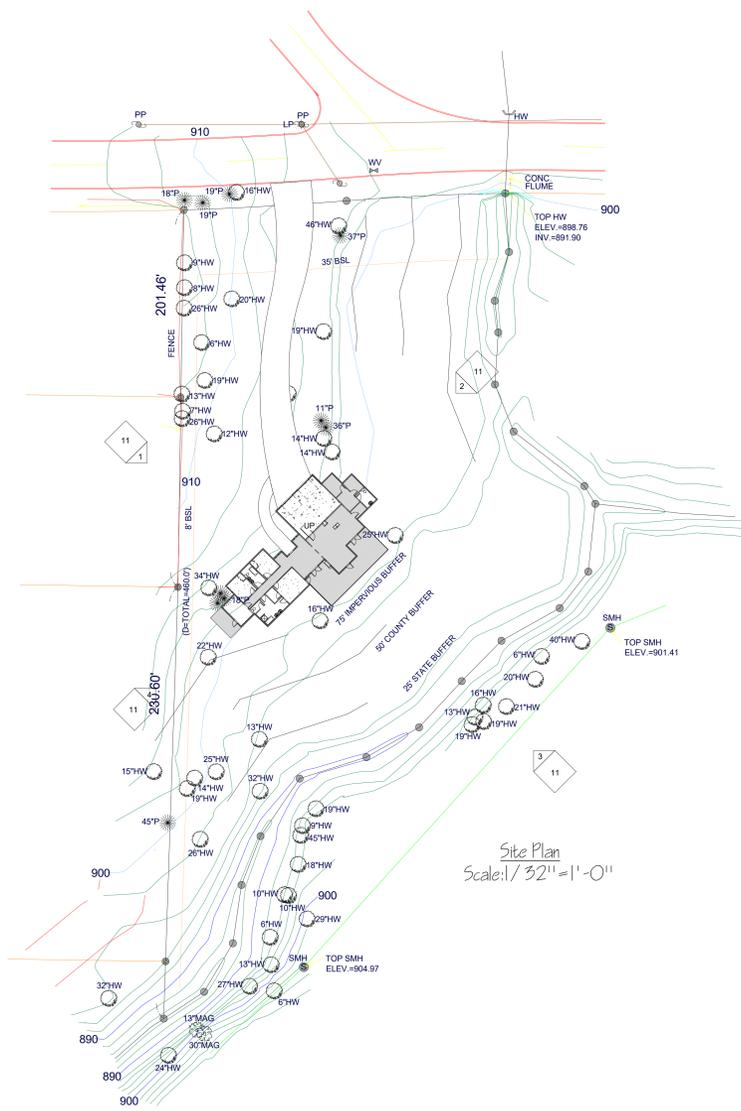 PP
LP
PP
910
HW
WV
CONC
FLUME
18"P
19"P
16"HW
19"P
900
TOP HW
ELEV.=898.76
INV.=891.90
46"HW
37"P
35' BSL
9"HW
8"HW
20"HW
201.46'
26"HW
FENCE
6"HW
19"HW
19"HW
11
2
13"HW
7"HW
26"HW
12"HW
11"P
36"P
14"HW
14"HW
11
1
910
8' BSL
UP
25"HW
34"HW
18"P
(D=TOTAL=460.0')
75' IMPERVIOUS BUFFER
50' COUNTY BUFFER
25' STATE BUFFER
16"HW
SMH
TOP SMH
ELEV.=901.41
40"HW
6"HW
22"HW
20"HW
230.60'
11
16"HW
21"HW
13"HW
19"HW
19"HW
13"HW
3
11
15"HW
25"HW
14"HW
19"HW
32"HW
19"HW
45"P
9"HW
45"HW
26"HW
18"HW
Site Plan
Scale:1/32"=1'-0"
900
10"HW
10"HW
900
29"HW
6"HW
13"HW
SMH
TOP SMH
ELEV.=904.97
32"HW
27"HW
6"HW
13"MAG
30"MAG
890
24"HW
890
900